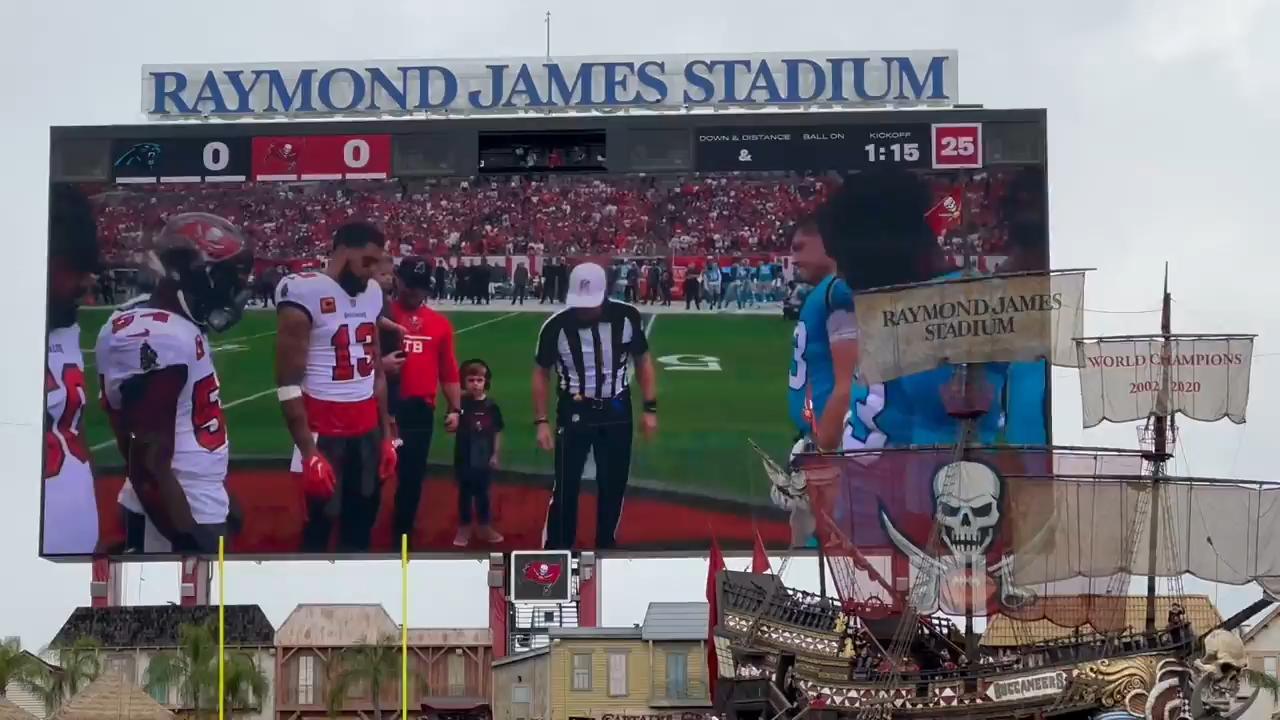 RAYMOND JAMES STADIUM
0
0
DOWN & DISTANCE
BALL ON
KICKOFF
&
1:15
25
13
TB
RAYMOND JAMES
STADIUM
WORLD CHAMPIONS
2002 2020
BUCCANEERS